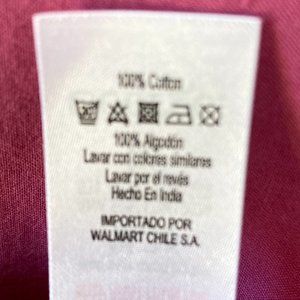 100% Cotton
100% Algodón
Lavar con colores similares
Lavar por el revés
Hecho En India
IMPORTADO POR
WALMART CHILE S.A.